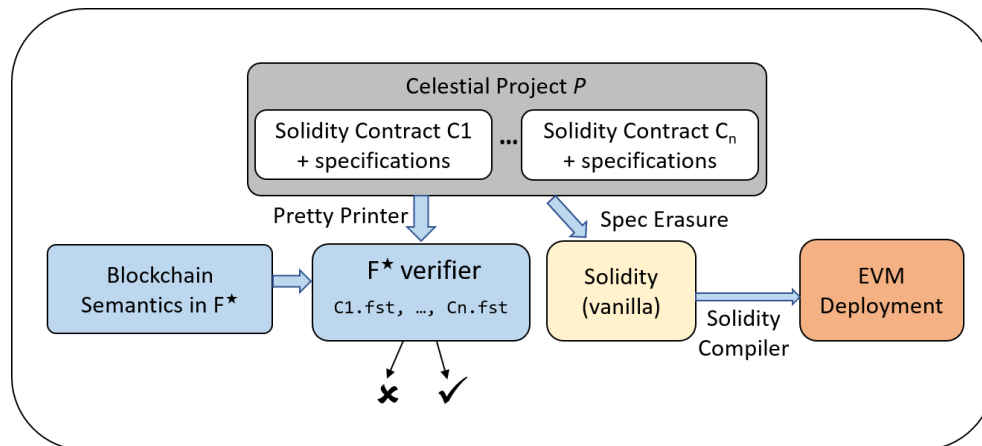 Celestial Project P
Solidity Contract C1
+ specifications
...
Solidity Contract Cn
+ specifications
Pretty Printer
Spec Erasure
Blockchain
Semantics in F★
F★ verifier
C1.fst, …, Cn.fst
Solidity
(vanilla)
Solidity
Compiler
EVM
Deployment
✘ ✓